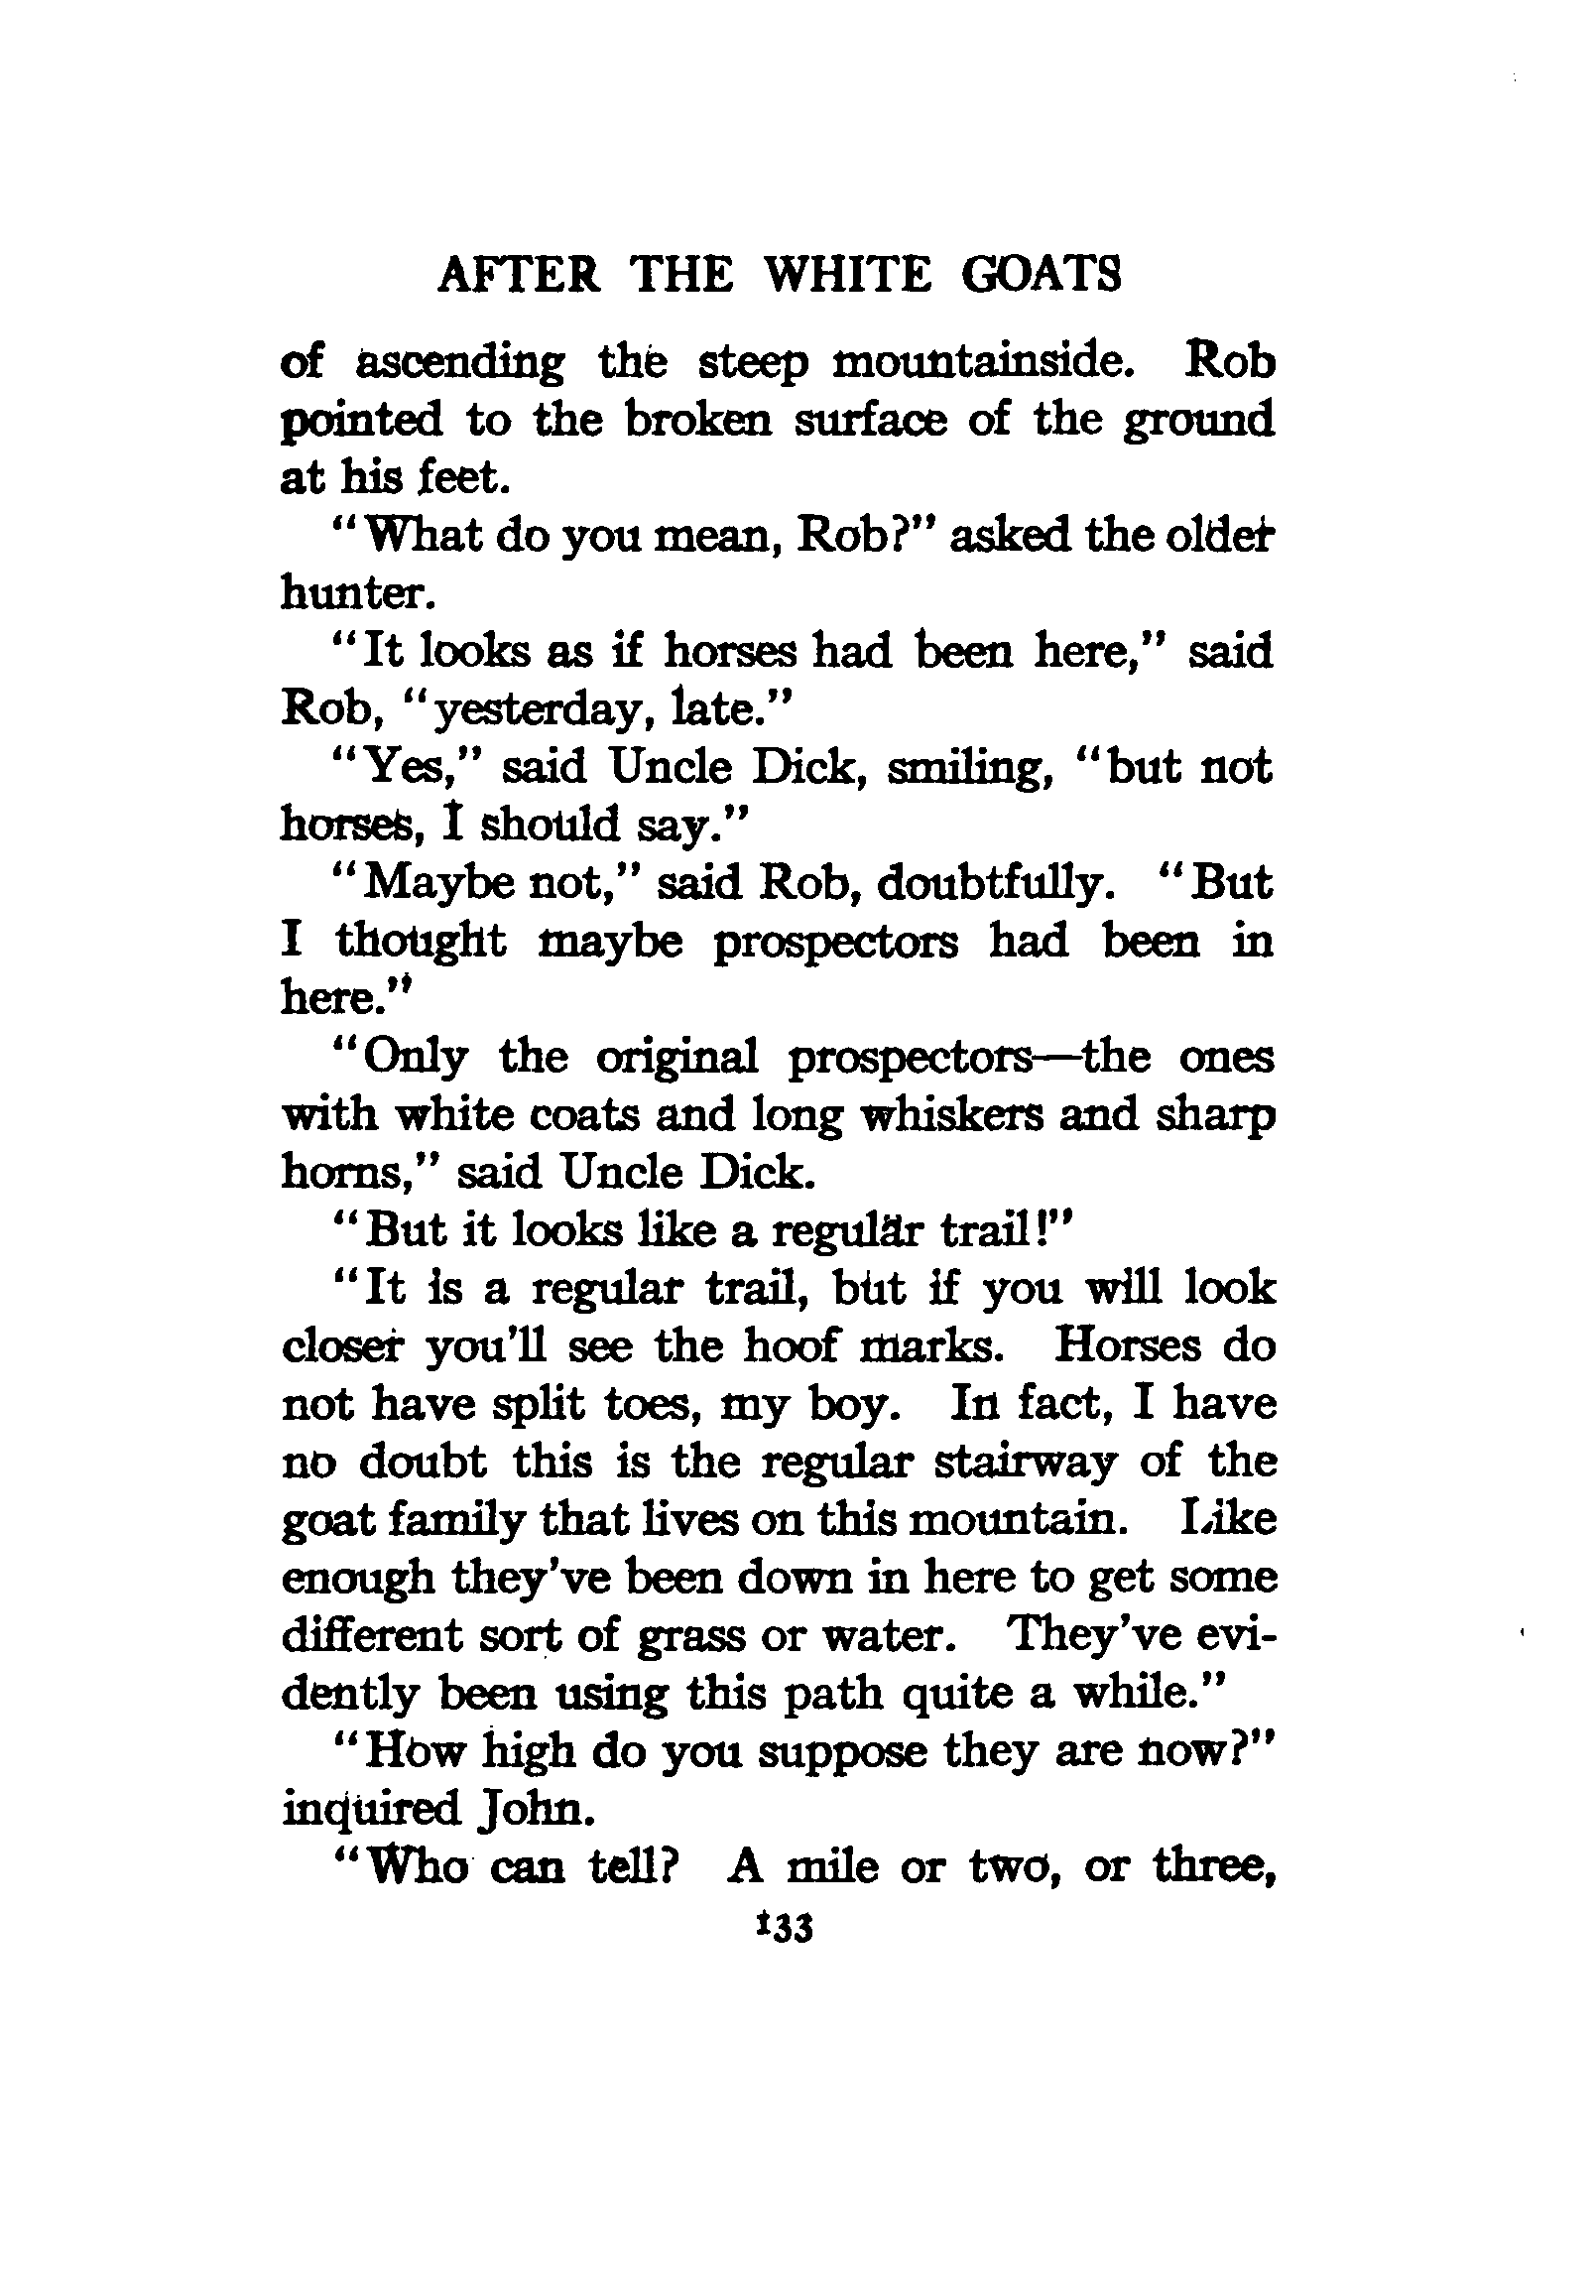 AFTER THE WHITE GOATS
of ascending the steep mountainside. Rob
pointed to the broken surface of the ground
at his feet.
"What do you mean, Rob?" asked the older
hunter.
"It looks as if horses had been here," said
Rob, "yesterday, late."
"Yes," said Uncle Dick, smiling, "but not
horses, I should say."
"Maybe not," said Rob, doubtfully. "But
I thought maybe prospectors had been in
here."
"Only the original prospectors—the ones
with white coats and long whiskers and sharp
horns," said Uncle Dick.
"But it looks like a regular trail!"
"It is a regular trail, but if you will look
closer you'll see the hoof marks. Horses do
not have split toes, my boy. In fact, I have
no doubt this is the regular stairway of the
goat family that lives on this mountain. Like
enough they've been down in here to get some
different sort of grass or water. They've evi-
dently been using this path quite a while."
"How high do you suppose they are now?"
inquired John.
"Who can tell? A mile or two, or three,
133